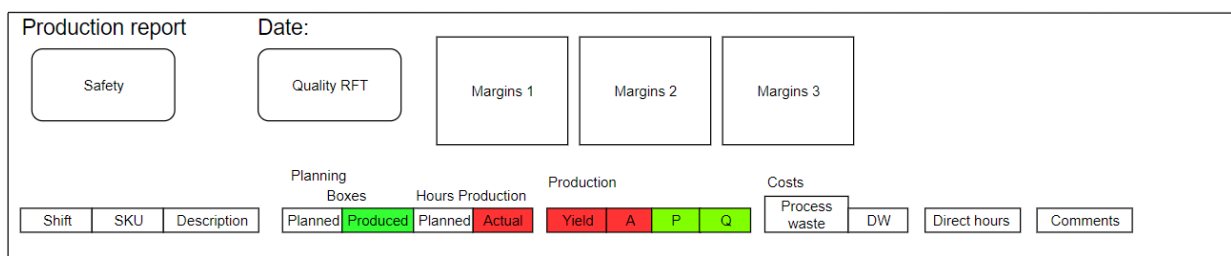 Production report
Date:
Safety
Quality RFT
Margins 1
Margins 2
Margins 3
Planning
Boxes
Hours Production
Production
Costs
Shift
SKU
Description
Planned
Produced
Planned
Actual
Yield
A
P
Q
Process
waste
DW
Direct hours
Comments